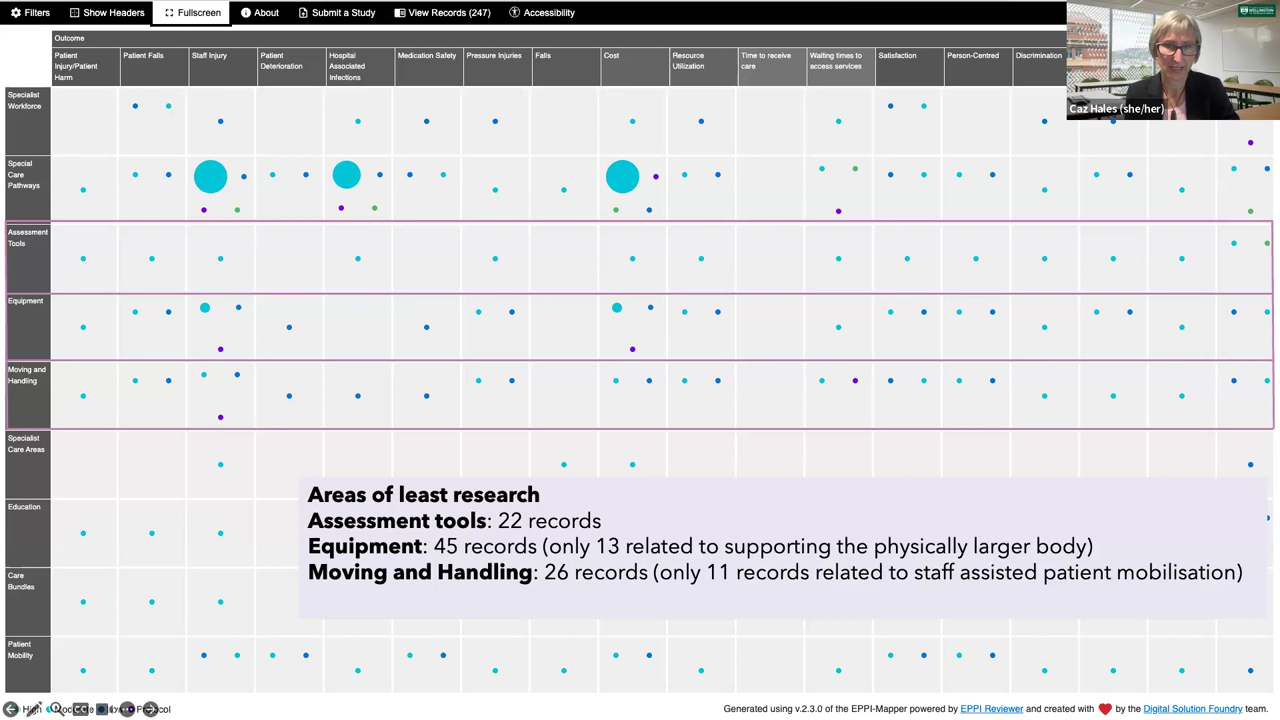 Filters Show Headers Fullscreen About Submit a Study View Records (247) Accessibility
WELLINGTON
Caz Hales (she/her)
Outcome
Patient Injury/Patient Harm
Patient Falls
Staff Injury
Patient Deterioration
Hospital Associated Infections
Medication Safety
Pressure Injuries
Falls
Cost
Resource Utilization
Time to receive care
Waiting times to access services
Satisfaction
Person-Centred
Discrimination
Specialist Workforce
Special Care Pathways
Assessment Tools
Equipment
Moving and Handling
Specialist Care Areas
Education
Care Bundles
Patient Mobility
Areas of least research
Assessment tools: 22 records
Equipment: 45 records (only 13 related to supporting the physically larger body)
Moving and Handling: 26 records (only 11 records related to staff assisted patient mobilisation)
Generated using v.2.3.0 of the EPPI-Mapper powered by EPPI Reviewer and created with ❤ by the Digital Solution Foundry team.